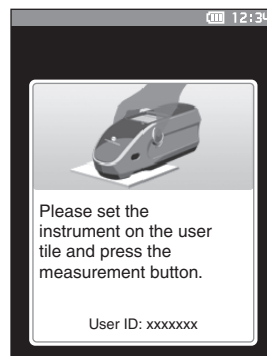 12:34
Please set the
instrument on the user
tile and press the
measurement button.
User ID: xxxxxxx